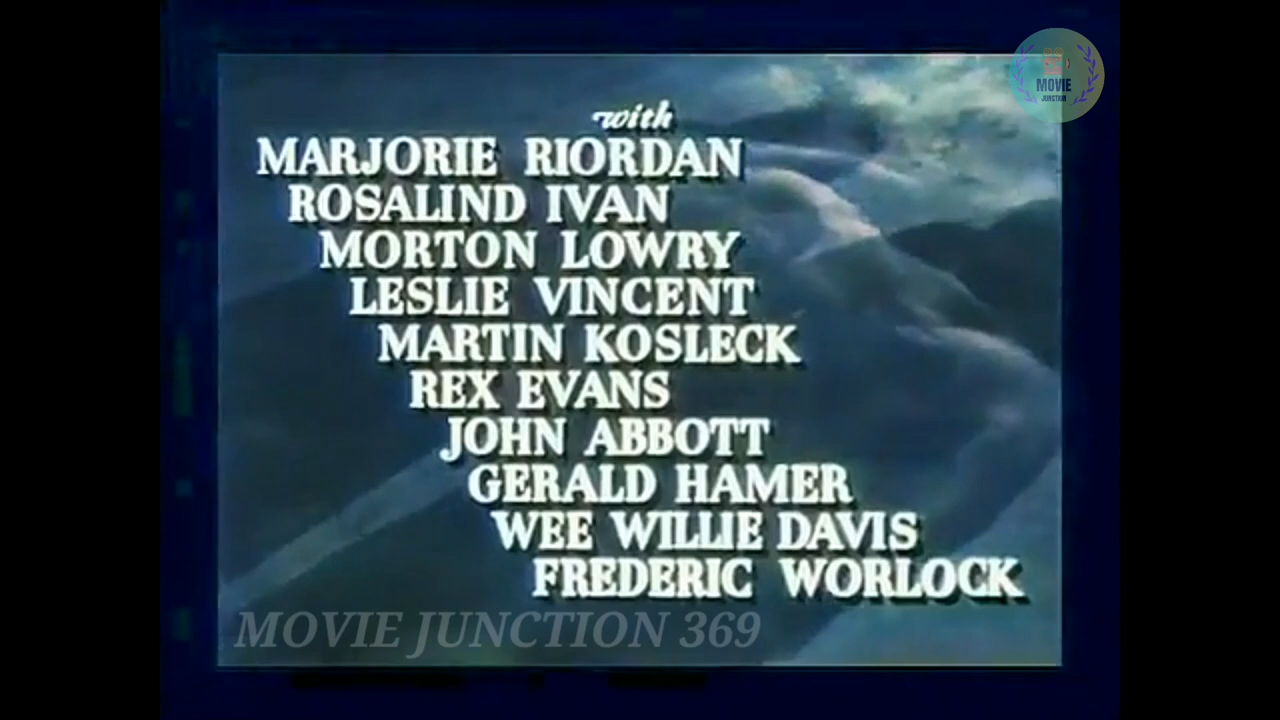 MOVIE
JUNCTION
with
MARJORIE RIORDAN
ROSALIND IVAN
MORTON LOWRY
LESLIE VINCENT
MARTIN KOSLECK
REX EVANS
JOHN ABBOTT
GERALD HAMER
WEE WILLIE DAVIS
FREDERIC WORLOCK
MOVIE JUNCTION 369